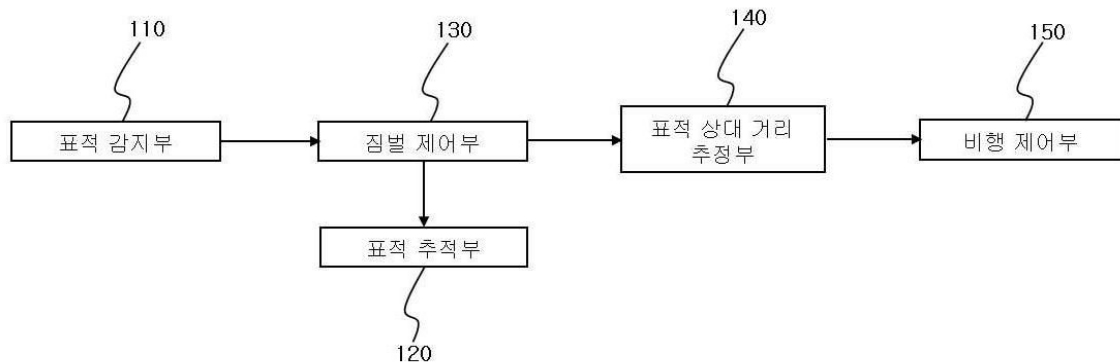 110
130
140
150
표적 감지부
짐벌 제어부
표적 상대 거리
추정부
비행 제어부
표적 추적부
120